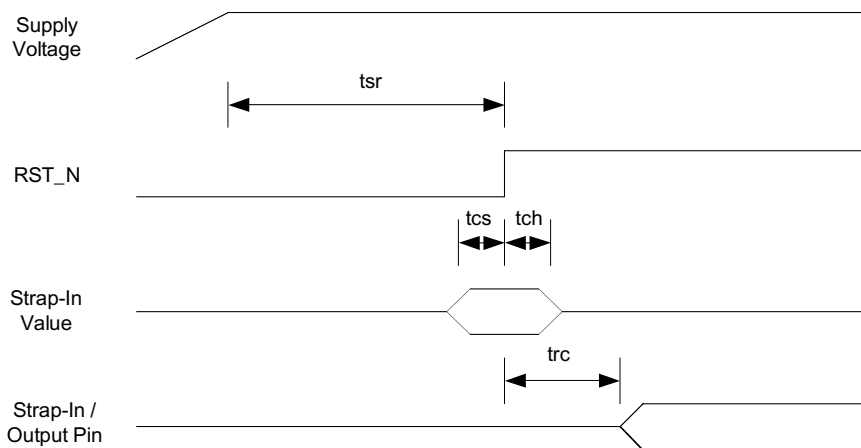 Supply
Voltage
tsr
RST_N
tcs tch
Strap-In
Value
trc
Strap-In /
Output Pin